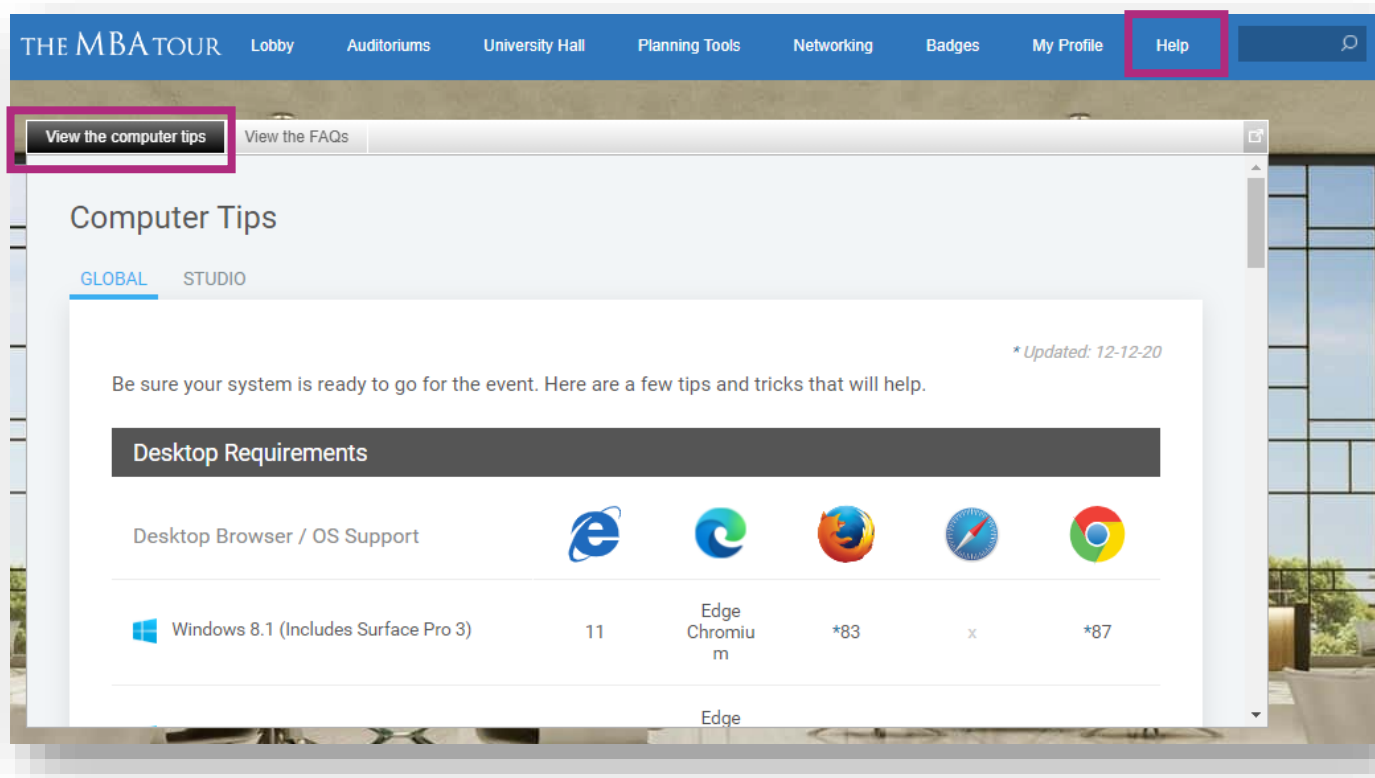 THE MBA TOUR Lobby Auditoriums University Hall Planning Tools Networking Badges My Profile Help
View the computer tips View the FAQs
Computer Tips
GLOBAL STUDIO
* Updated: 12-12-20
Be sure your system is ready to go for the event. Here are a few tips and tricks that will help.
Desktop Requirements
Desktop Browser / OS Support
Windows 8.1 (Includes Surface Pro 3) 11 Edge *83 x *87
Chromiu
m
Edge